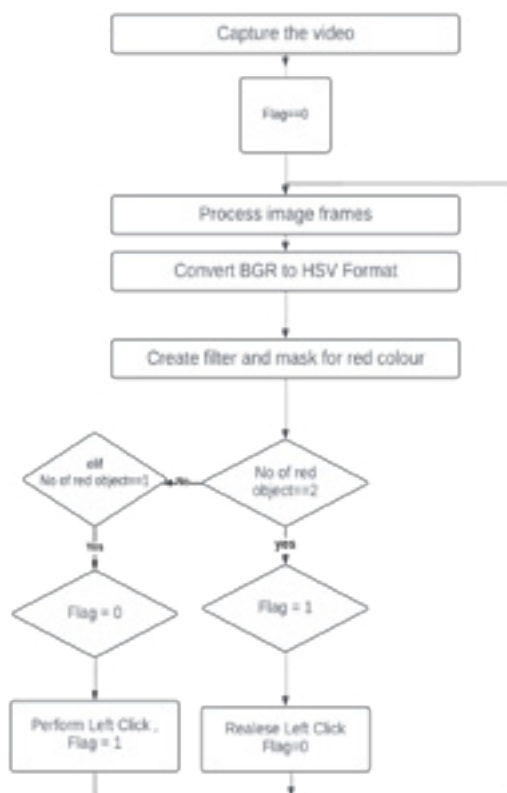 Capture the video
Flag==0
Process image frames
Convert BGR to HSV Format
Create filter and mask for red colour
elif
No of red object==1
No
No of red
object==2
Yes
yes
Flag = 0
Flag = 1
Perform Left Click ,
Flag = 1
Realese Left Click
Flag=0